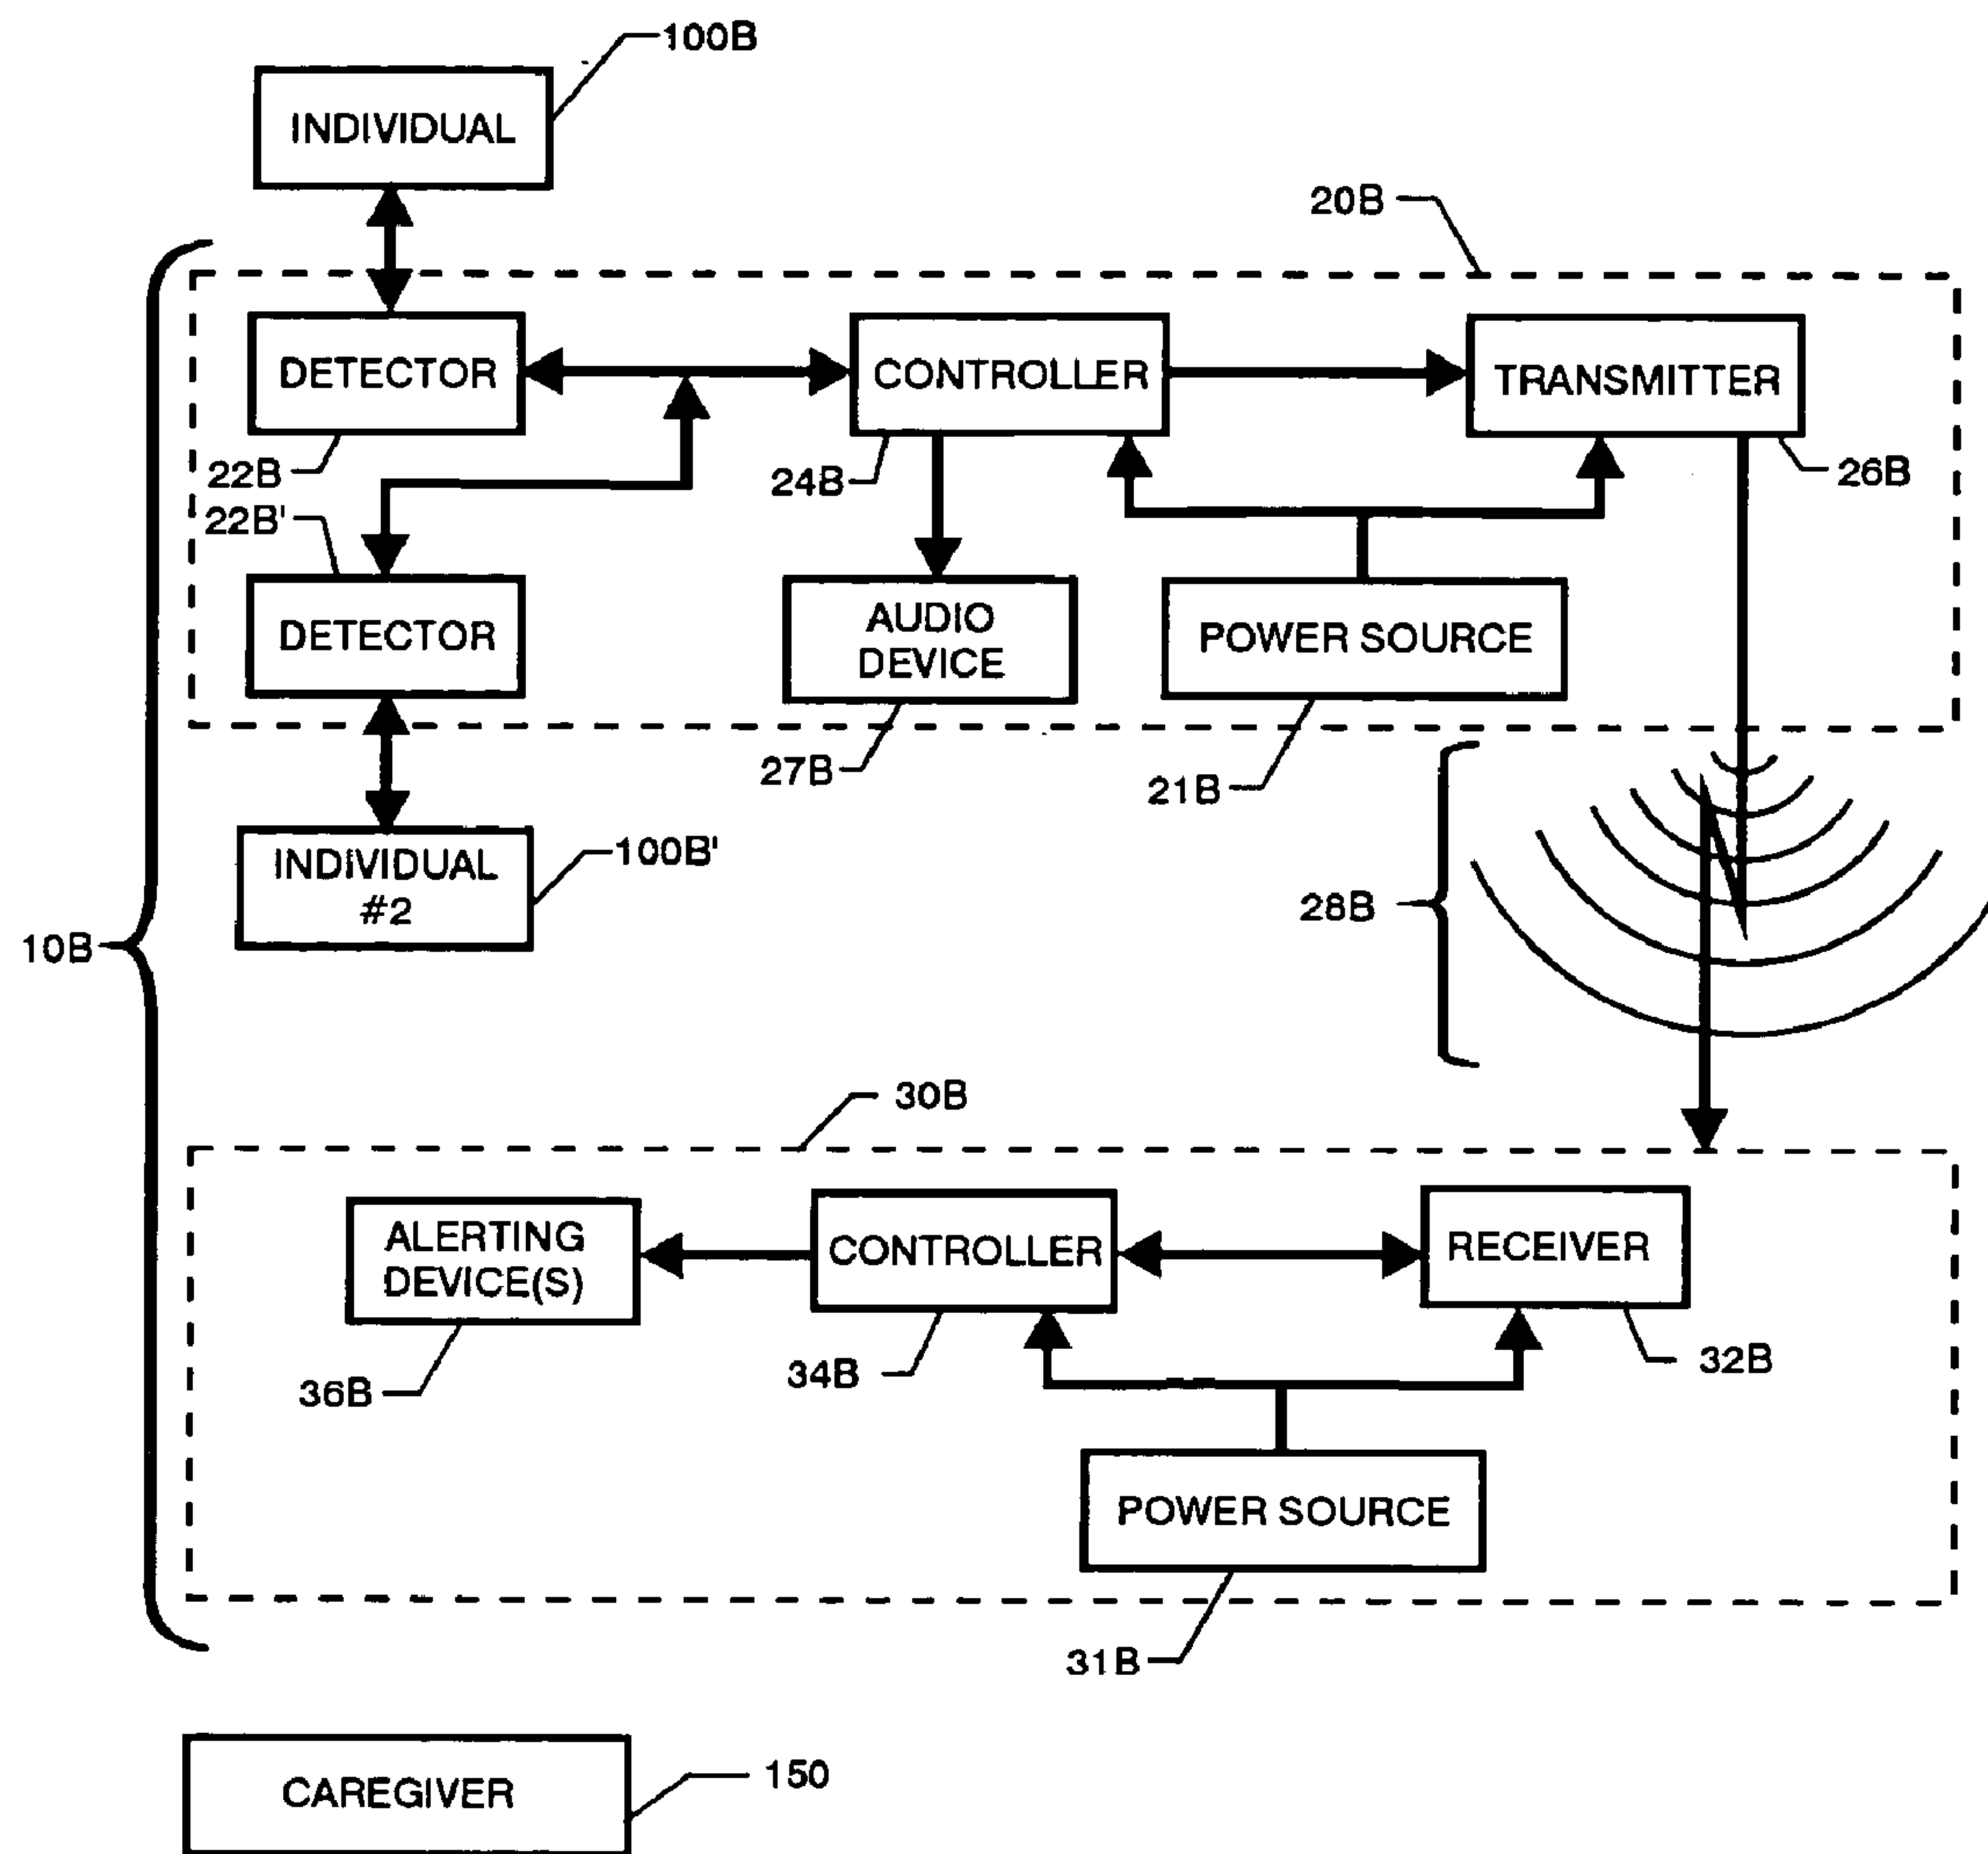 100B
INDIVIDUAL
20B
DETECTOR
CONTROLLER
TRANSMITTER
22B
24B
26B
22B'
DETECTOR
AUDIO
DEVICE
POWER SOURCE
27B
21B
INDIVIDUAL
#2
100B'
28B
10B
30B
ALERTING
DEVICE(S)
CONTROLLER
RECEIVER
36B
34B
32B
POWER SOURCE
31B
CAREGIVER
150